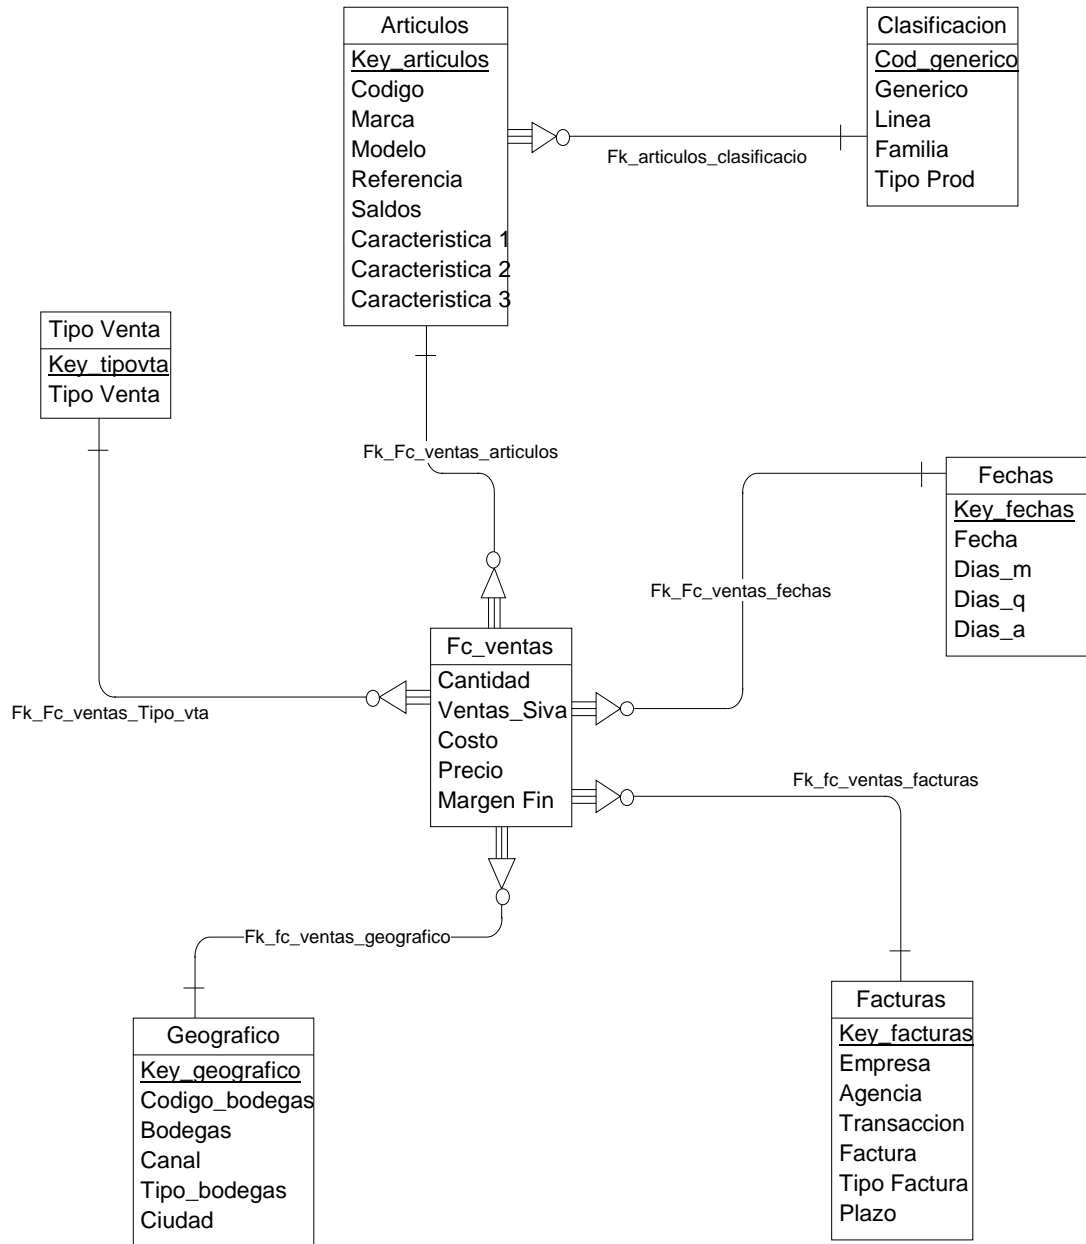 Articulos
Key_articulos
Codigo
Marca
Modelo
Referencia
Saldos
Caracteristica 1
Caracteristica 2
Caracteristica 3
Clasificacion
Cod_generico
Generico
Linea
Familia
Tipo Prod
Fk_articulos_clasificacio
Tipo Venta
Key_tipovta
Tipo Venta
Fk_Fc_ventas_articulos
Fechas
Key_fechas
Fecha
Dias_m
Dias_q
Dias_a
Fk_Fc_ventas_fechas
Fc_ventas
Cantidad
Ventas_Siva
Costo
Precio
Margen Fin
Fk_Fc_ventas_Tipo_vta
Fk_fc_ventas_facturas
Fk_fc_ventas_geografico
Geografico
Key_geografico
Codigo_bodegas
Bodegas
Canal
Tipo_bodegas
Ciudad
Facturas
Key_facturas
Empresa
Agencia
Transaccion
Factura
Tipo Factura
Plazo